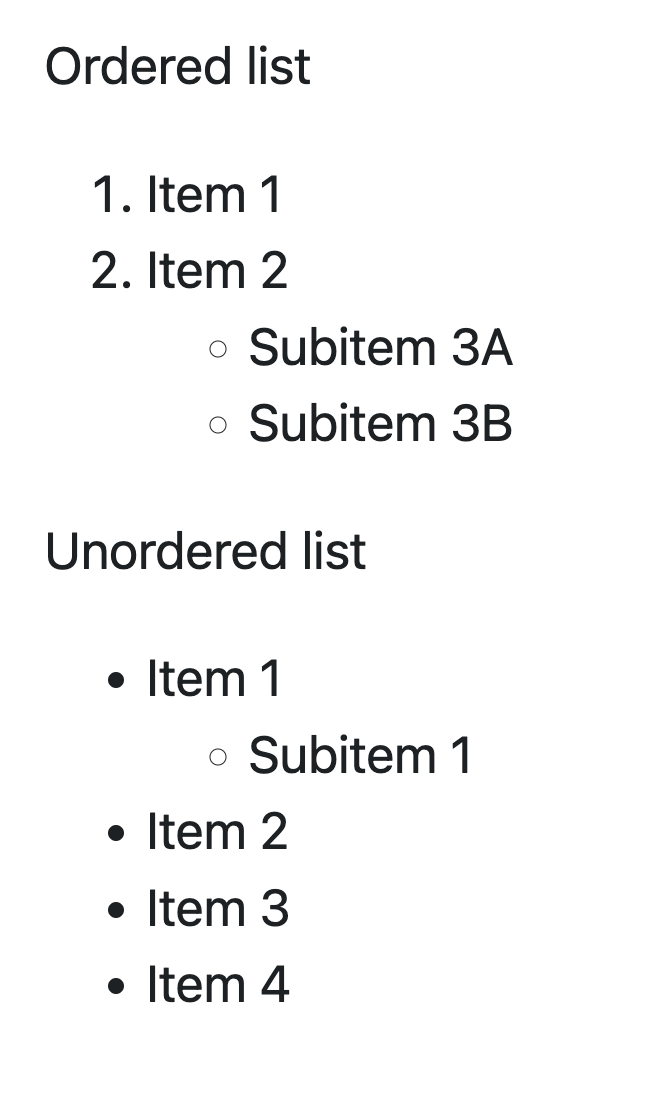 Ordered list
1. Item 1
2. Item 2
◦ Subitem 3A
◦ Subitem 3B
Unordered list
• Item 1
◦ Subitem 1
• Item 2
• Item 3
• Item 4